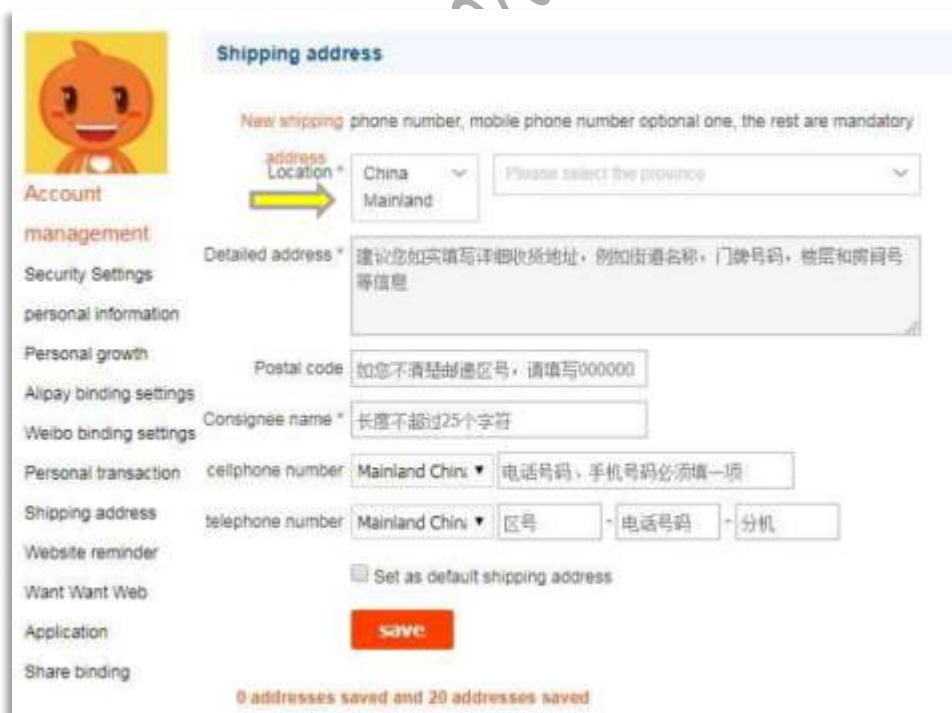 Shipping address
New shipping address
phone number, mobile phone number optional one, the rest are mandatory
Location *
China Mainland
Please select the province
Detailed address *
建议您如实填写详细收货地址,例如街道名称,门牌号码,楼层和房间号
等信息
Postal code
如您不清楚邮递区号,请填写000000
Consignee name *
长度不超过25个字符
cellphone number
Mainland Chin
电话号码、手机号码必须填一项
telephone number
Mainland Chin
区号 - 电话号码 - 分机
Set as default shipping address
save
0 addresses saved and 20 addresses saved
Account
management
Security Settings
personal information
Personal growth
Alipay binding settings
Weibo binding settings
Personal transaction
Shipping address
Website reminder
Want Want Web
Application
Share binding